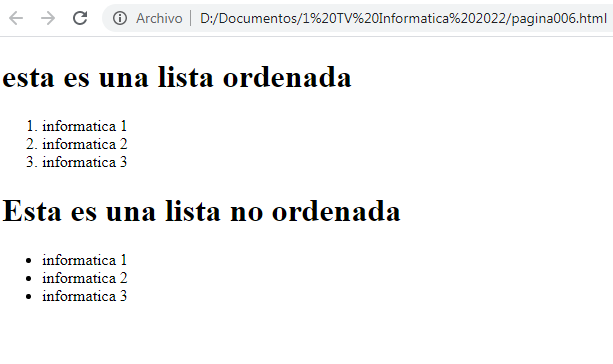 Archivo | D:/Documentos/1%20TV%20Informatica%202022/pagina006.html
esta es una lista ordenada
1. informatica 1
2. informatica 2
3. informatica 3
Esta es una lista no ordenada
• informatica 1
• informatica 2
• informatica 3